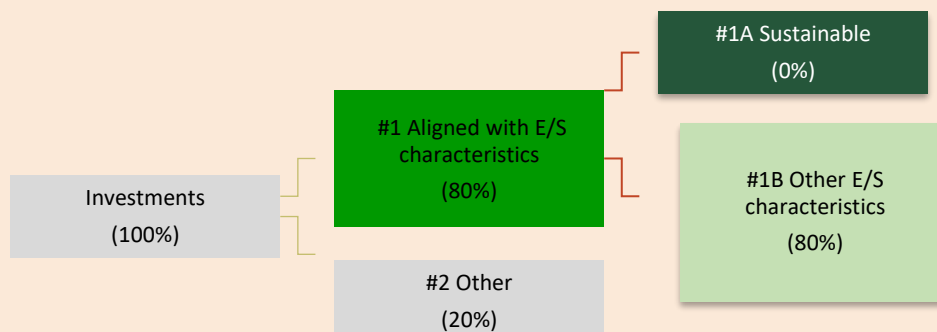 #1A Sustainable
(0%)
#1 Aligned with E/S
characteristics
(80%)
#1B Other E/S
characteristics
(80%)
Investments
(100%)
#2 Other
(20%)